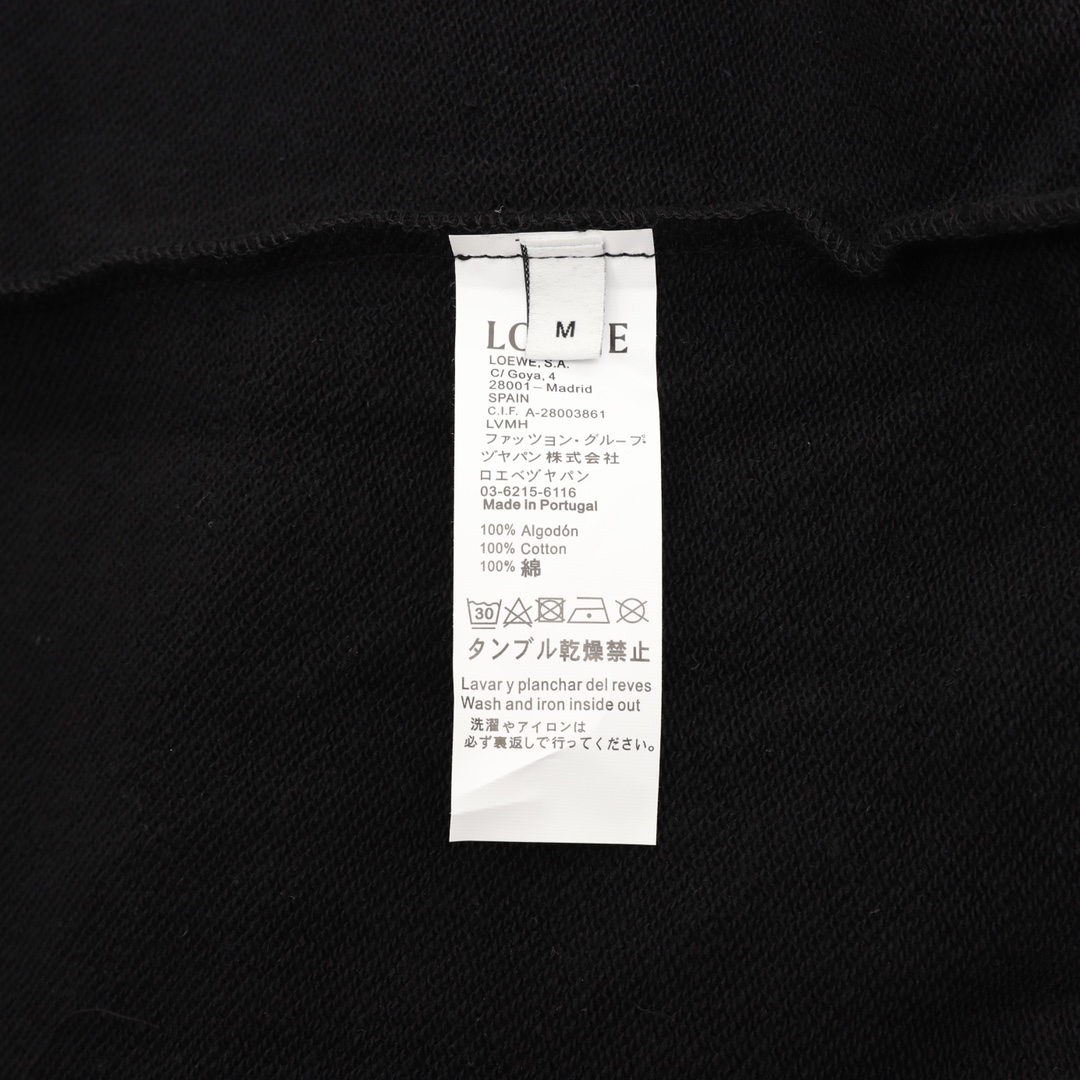 M
LOEWE, S.A.
C/ Goya, 4
28001 – Madrid
SPAIN
C.I.F. A-28003861
LVMH
ファッツョン・グループ
ヅャパン 株式会社
ロエベヅャパン
03-6215-6116
Made in Portugal
100% Algodón
100% Cotton
100% 綿
30
タンブル乾燥禁止
Lavar y planchar del reves
Wash and iron inside out
洗濯やアイロンは
必ず裏返しで行ってください。